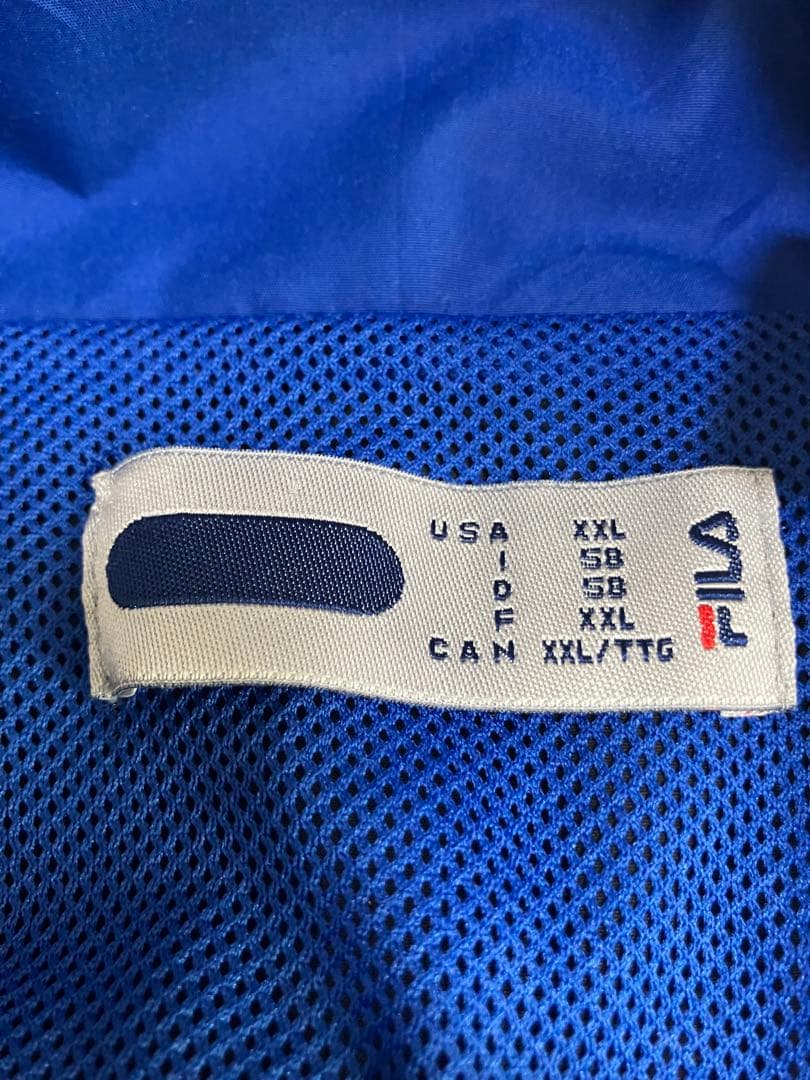 USA XXL
I 58
D 58
F XXL
CAN XXL/TTG
FILA